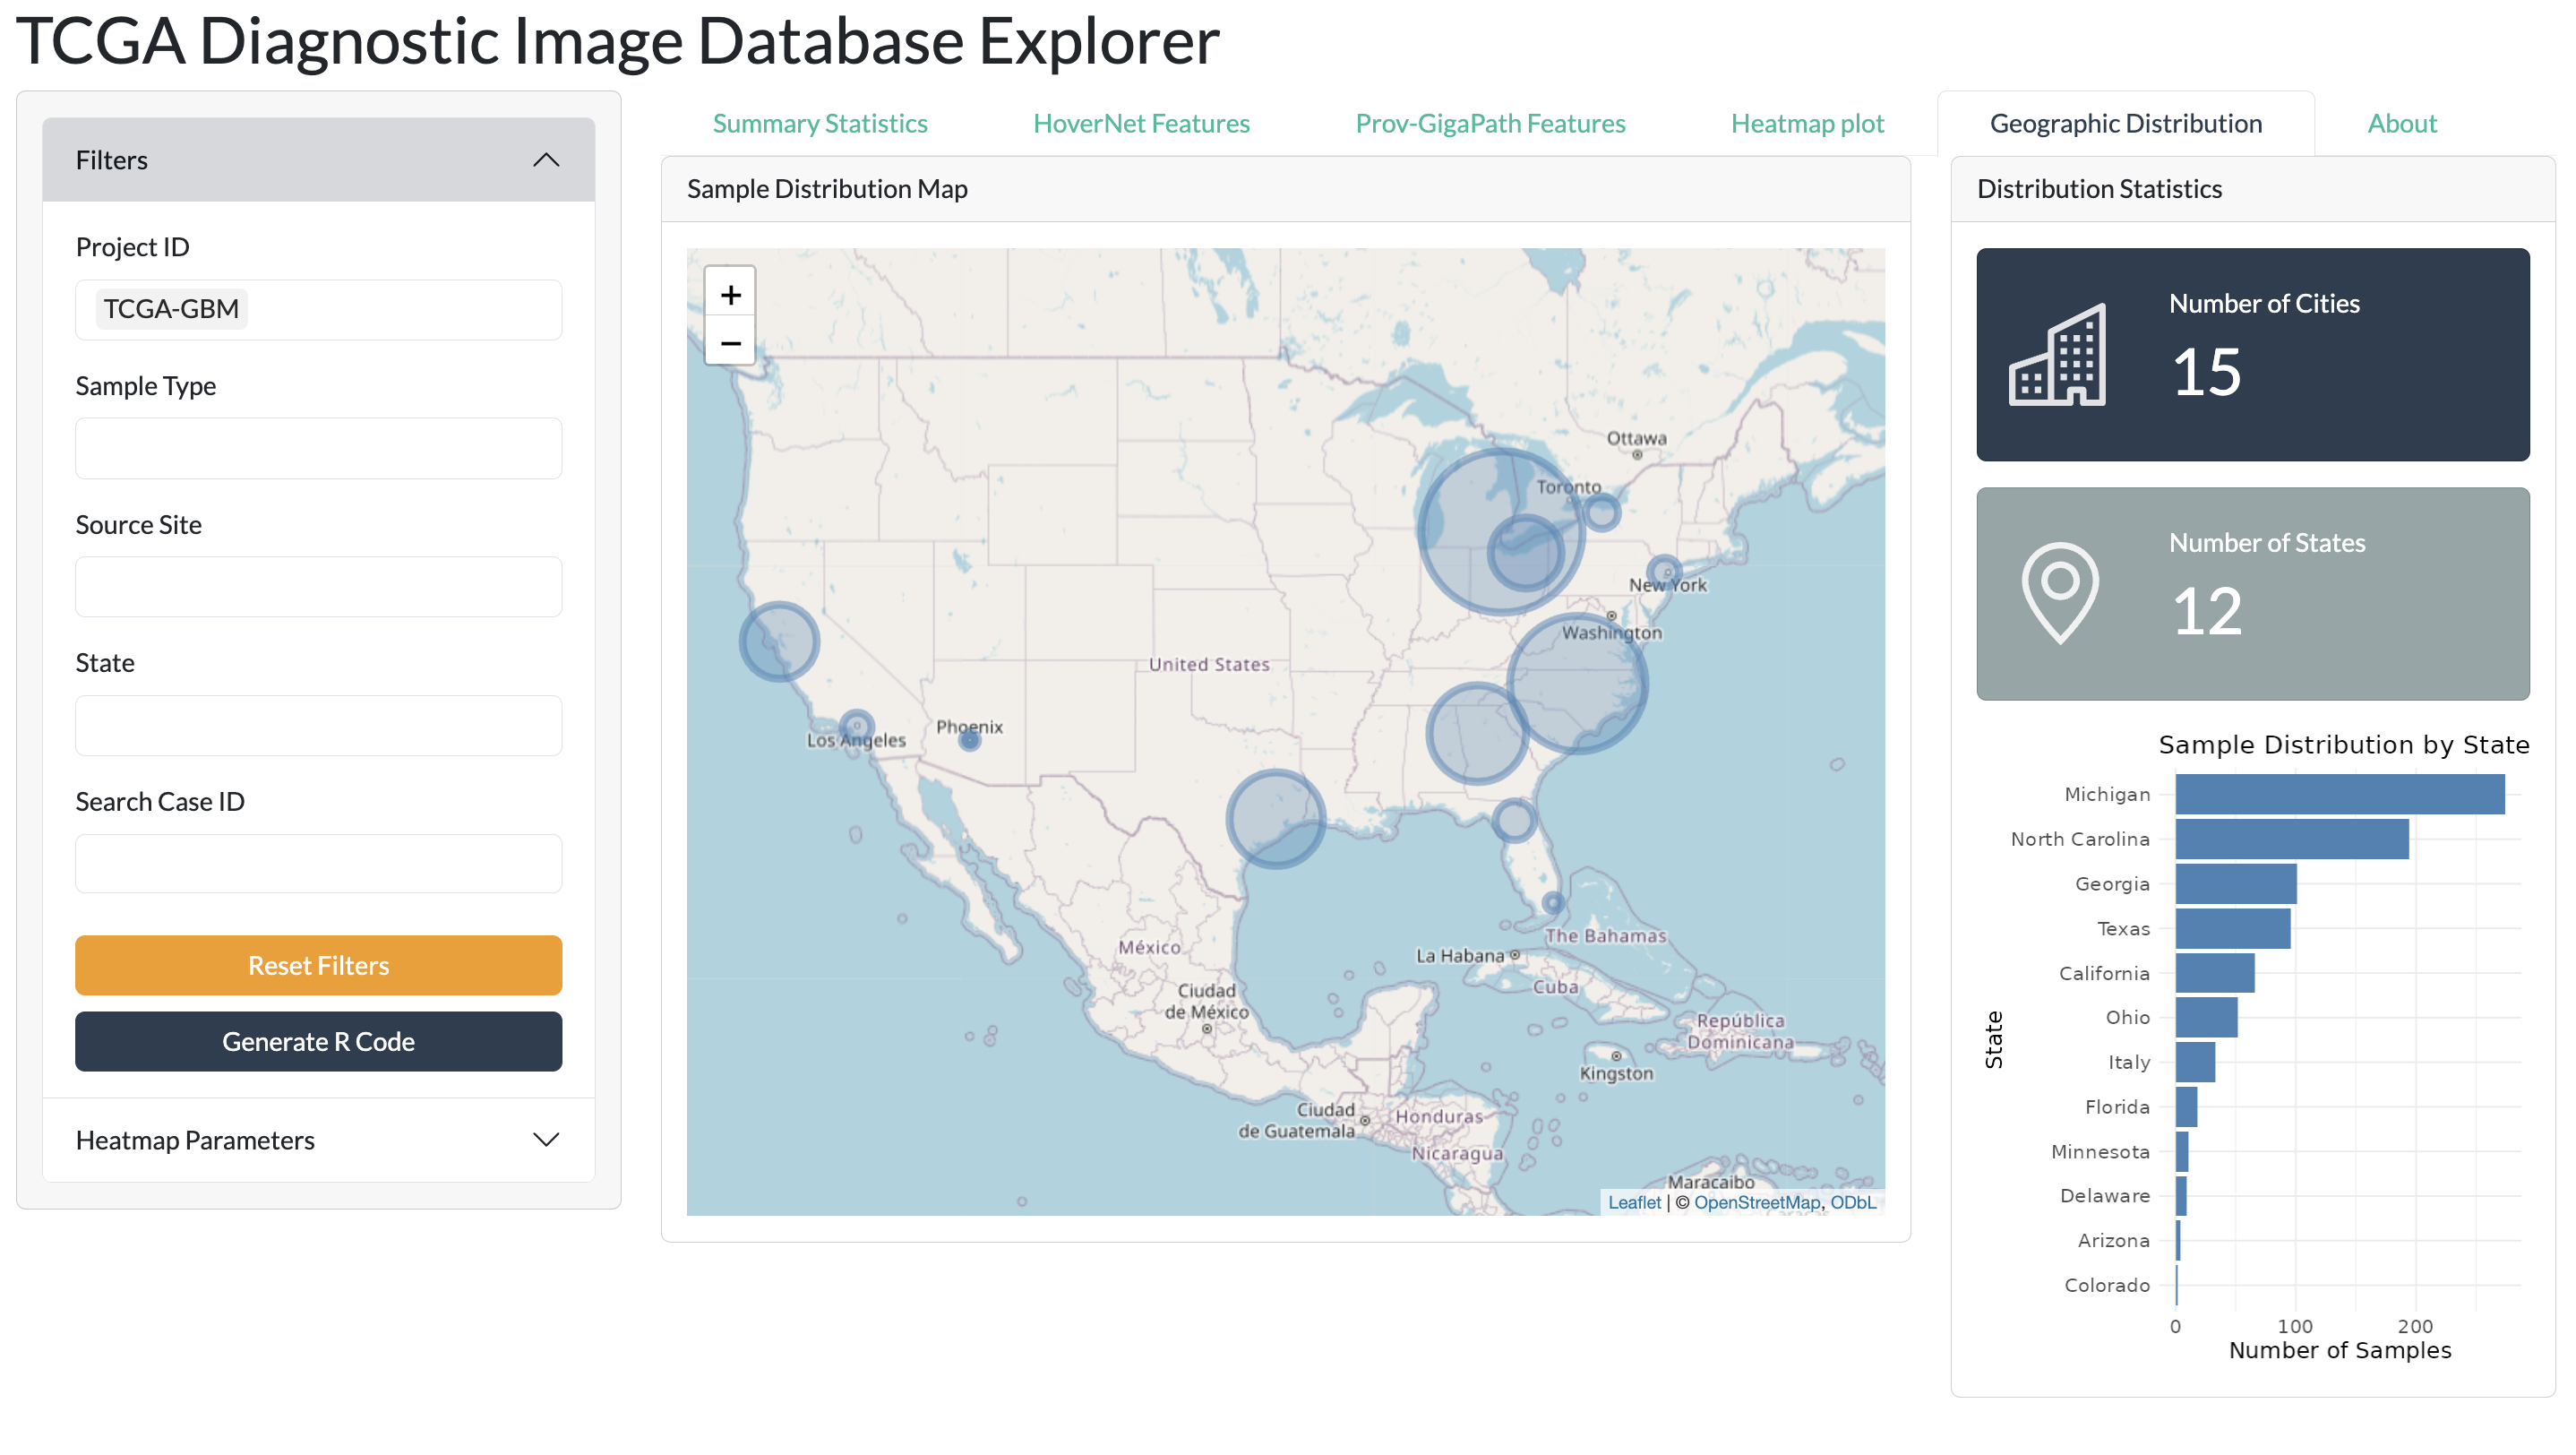 TCGA Diagnostic Image Database Explorer
Filters
Project ID
TCGA-GBM
Sample Type
Source Site
State
Search Case ID
Reset Filters
Generate R Code
Heatmap Parameters
Summary Statistics
HoverNet Features
Prov-GigaPath Features
Heatmap plot
Geographic Distribution
About
Sample Distribution Map
+
−
Ottawa
Toronto
New York
Washington
United States
Los Angeles
Phoenix
México
Ciudad
de México
La Habana
The Bahamas
Cuba
República
Dominicana
Kingston
Ciudad
de Guatemala
Honduras
Nicaragua
Maracaibo
Caracas
Leaflet | © OpenStreetMap, ODbL
Distribution Statistics
Number of Cities
15
Number of States
12
Sample Distribution by State
Michigan
North Carolina
Georgia
Texas
California
Ohio
Italy
Florida
Minnesota
Delaware
Arizona
Colorado
State
0 100 200
Number of Samples